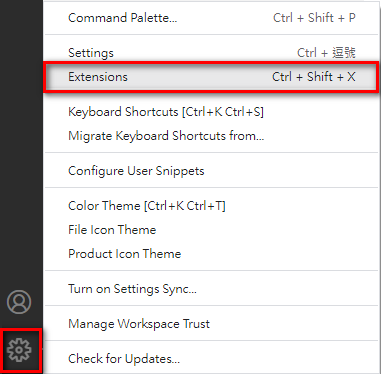 Command Palette... Ctrl + Shift + P
Settings Ctrl + 逗號
Extensions Ctrl + Shift + X
Keyboard Shortcuts [Ctrl+K Ctrl+S]
Migrate Keyboard Shortcuts from...
Configure User Snippets
Color Theme [Ctrl+K Ctrl+T]
File Icon Theme
Product Icon Theme
Turn on Settings Sync...
Manage Workspace Trust
Check for Updates...